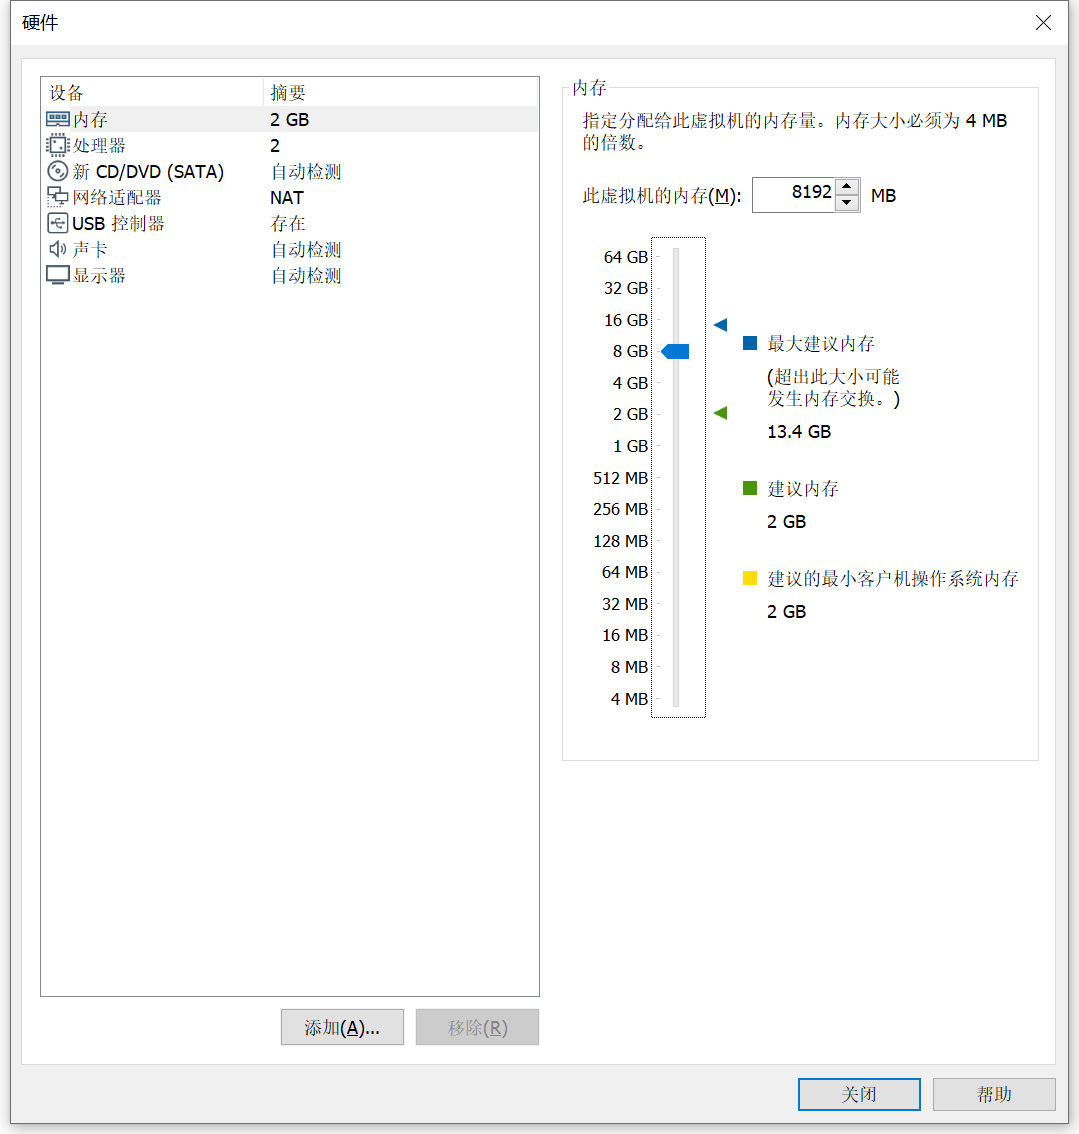 硬件
设备 摘要
内存 2 GB
处理器 2
新 CD/DVD (SATA) 自动检测
网络适配器 NAT
USB 控制器 存在
声卡 自动检测
显示器 自动检测
添加(A)... 移除(R)
内存
指定分配给此虚拟机的内存量。内存大小必须为 4 MB
的倍数。
此虚拟机的内存(M): 8192 MB
64 GB
32 GB
16 GB
8 GB
4 GB
2 GB
1 GB
512 MB
256 MB
128 MB
64 MB
32 MB
16 MB
8 MB
4 MB
最大建议内存
(超出此大小可能
发生内存交换。)
13.4 GB
建议内存
2 GB
建议的最小客户机操作系统内存
2 GB
关闭 帮助